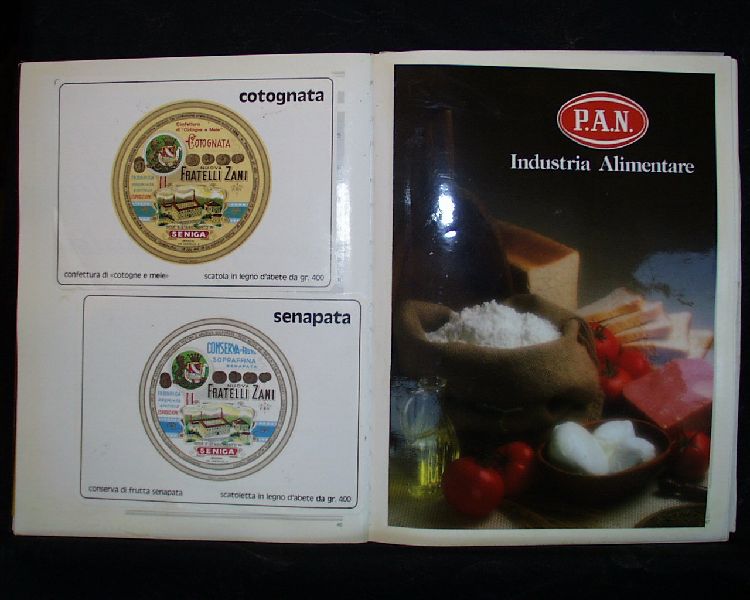 cotognata
Confettura
di "Cotogne e Mele"
COTOGNATA
NUOVA
FRATELLI ZANI
SENIGA
confettura di «cotogne e mele»
scatola in legno d'abete da gr. 400
senapata
CONSERVA
SOPRAFFINA
SENAPATA
NUOVA
FRATELLI ZANI
SENIGA
conserva di frutta senapata
scatoletta in legno d'abete da gr. 400
P.A.N.
Industria Alimentare